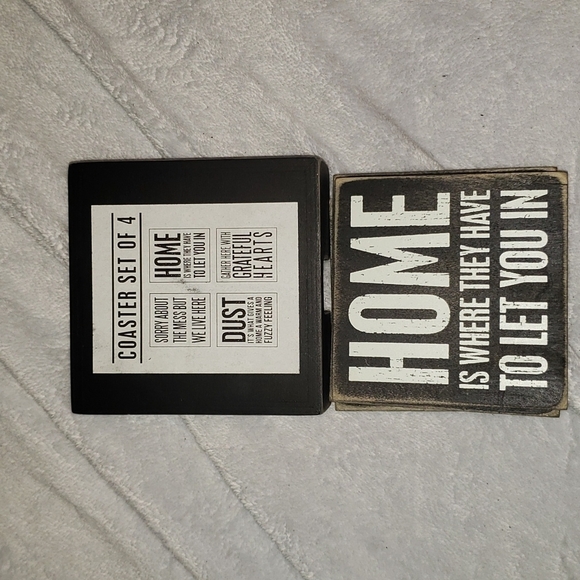 COASTER SET OF 4
SORRY ABOUT
THE MESS BUT
WE LIVE HERE
HOME
IS WHERE THEY HAVE
TO LET YOU IN
DUST
IT'S WHAT GIVES A
HOME A WARM AND
FUZZY FEELING
GATHER HERE WITH
GRATEFUL
HEARTS
HOME
IS WHERE THEY HAVE
TO LET YOU IN